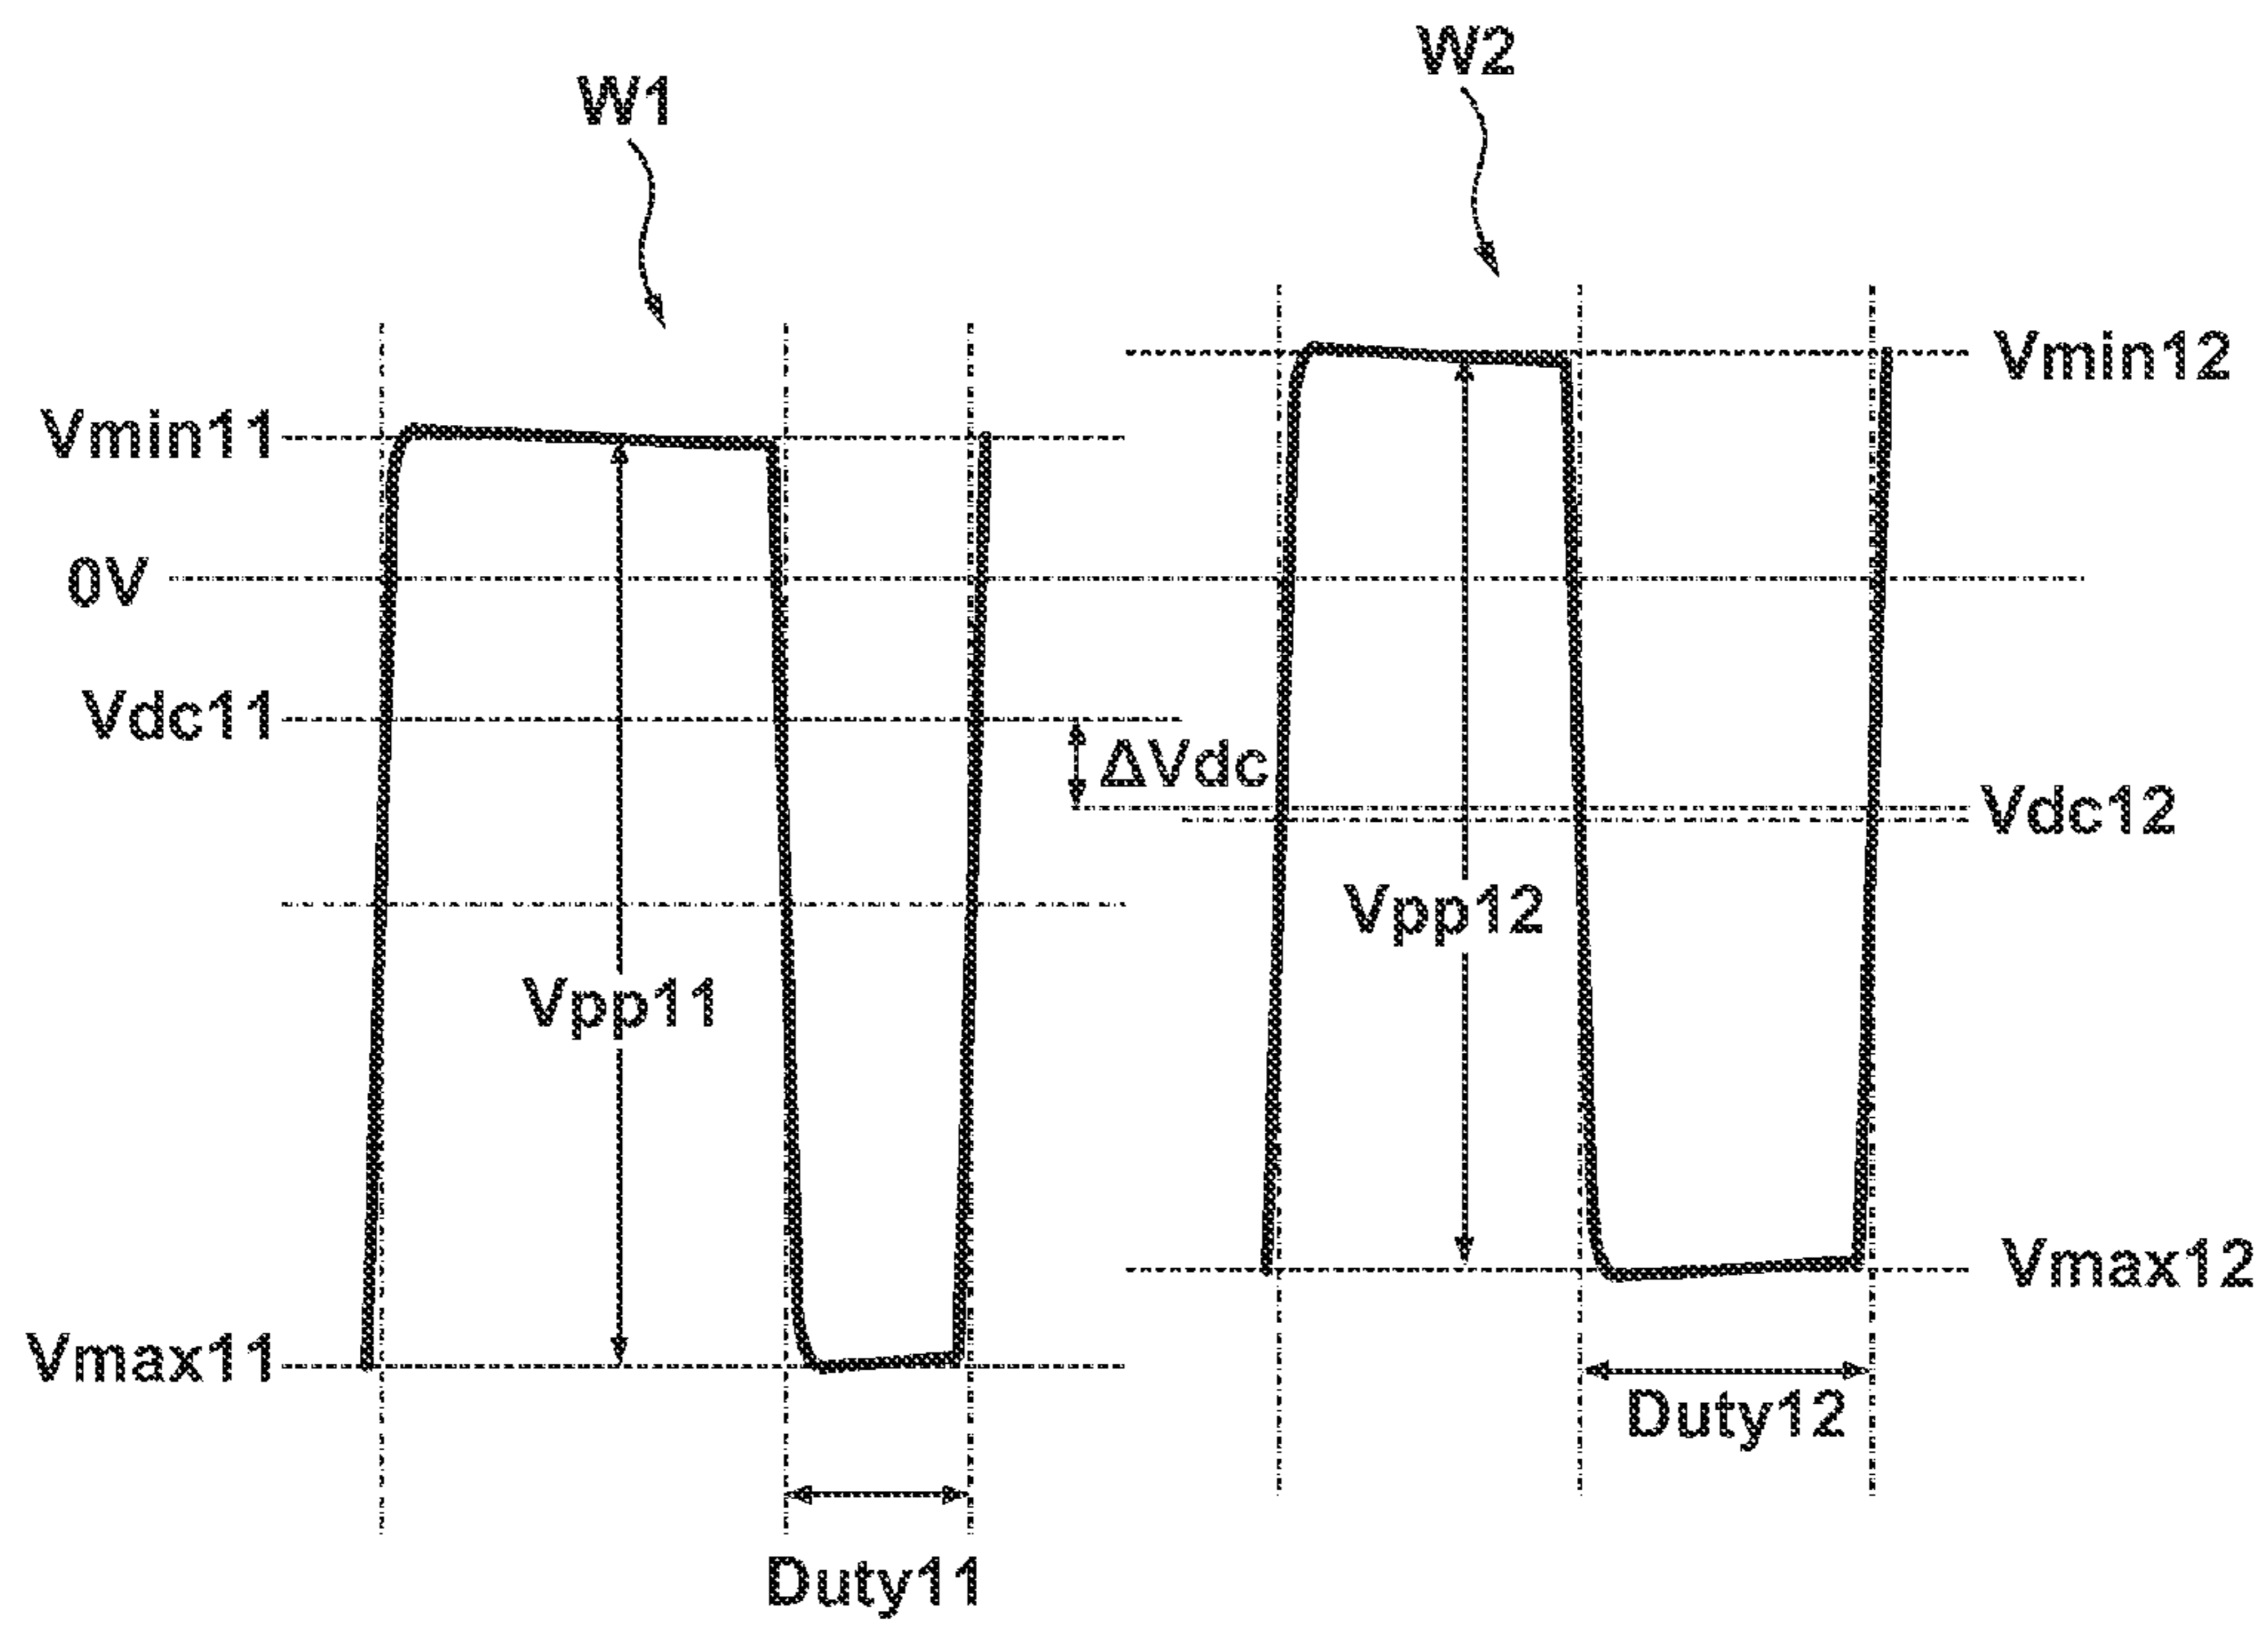 W1
W2
Vmin12
Vmin11
0V
Vdc11
ΔVdc
Vdc12
Vpp12
Vpp11
Vmax12
Vmax11
Duty12
Duty11